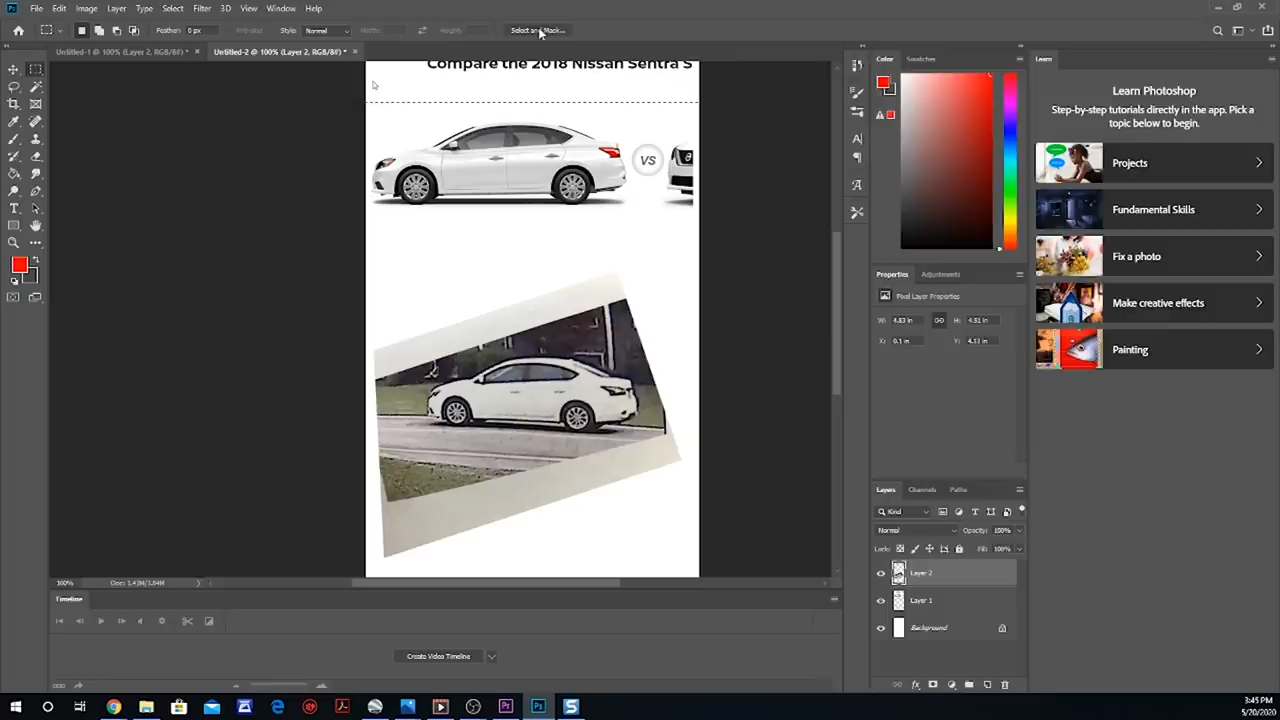 File Edit Image Layer Type Select Filter 3D View Window Help
Feather: 0 px Style: Normal Select and Mask...
Untitled-1 @ 100% (Layer 2, RGB/8#) * × Untitled-2 @ 100% (Layer 2, RGB/8#) * ×
Compare the 2018 Nissan Sentra S
VS
Color Swatches
Learn
Learn Photoshop
Step-by-step tutorials directly in the app. Pick a
topic below to begin.
Projects
Fundamental Skills
Fix a photo
Make creative effects
Painting
Properties Adjustments
Pixel Layer Properties
W: 4.83 in H: 4.51 in
X: 0.1 in Y: 4.13 in
Layers Channels Paths
Kind
Normal Opacity: 100%
Lock: Fill: 100%
Layer 2
Layer 1
Background
100%
Timeline
Create Video Timeline
3:45 PM
5/20/2020